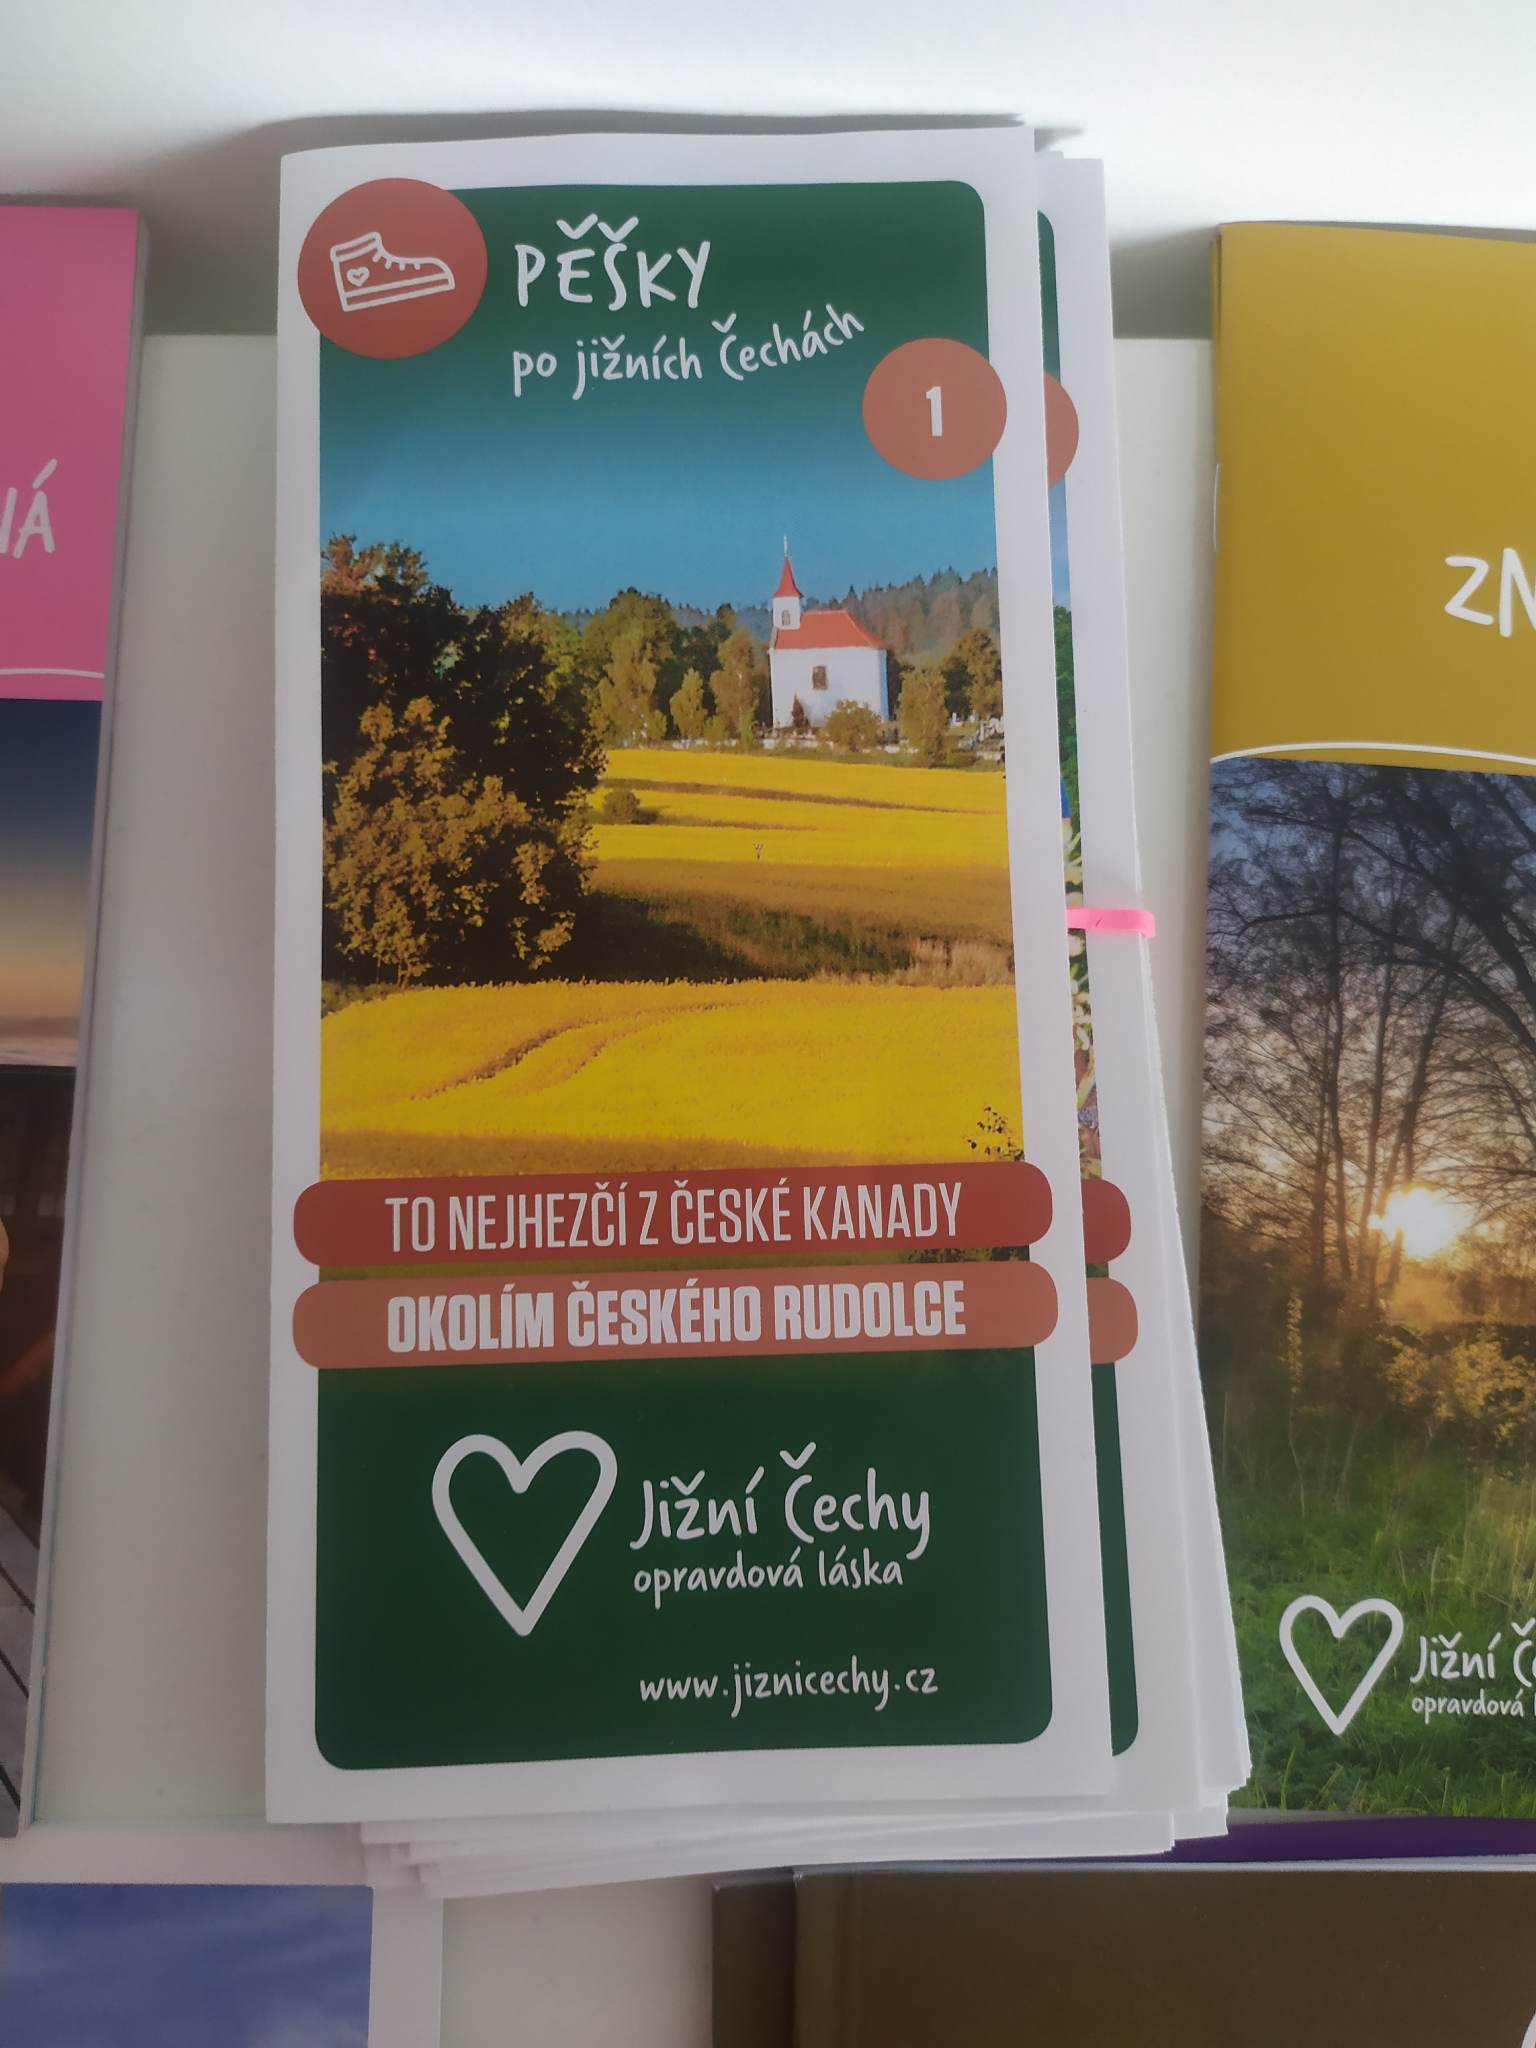 PĚŠKY
po jižních Čechách
1
TO NEJHEZČÍ Z ČESKÉ KANADY
OKOLÍM ČESKÉHO RUDOLCE
Jižní Čechy
opravdová láska
www.jiznicechy.cz
Jižní
opravdová